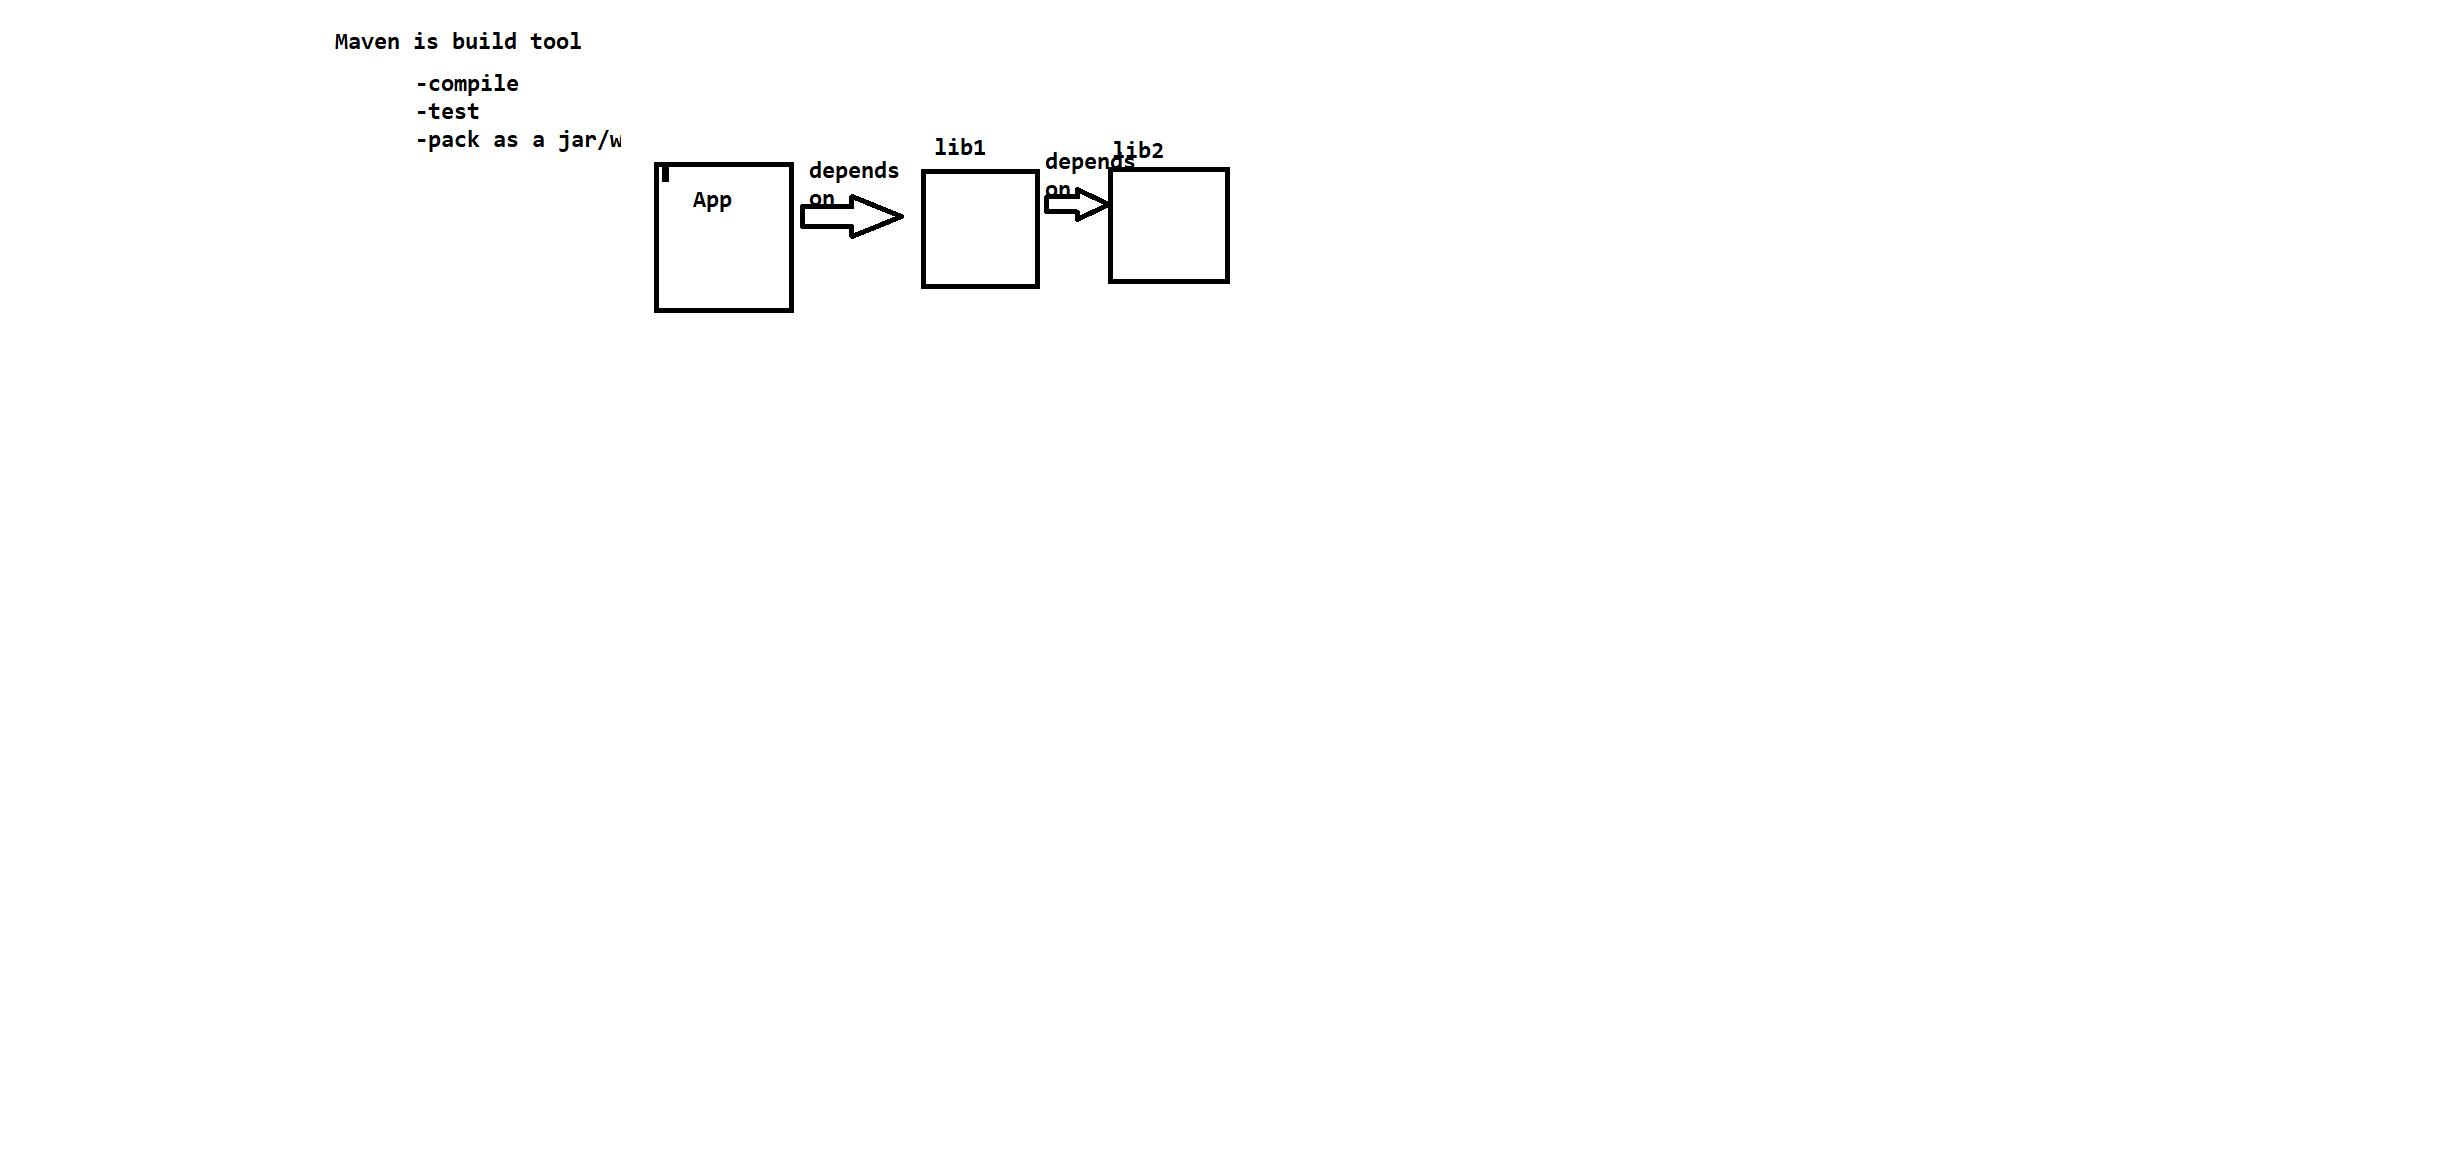 Maven is build tool
-compile
-test
-pack as a jar/w
lib1
lib2
depends
on
depends
on
App